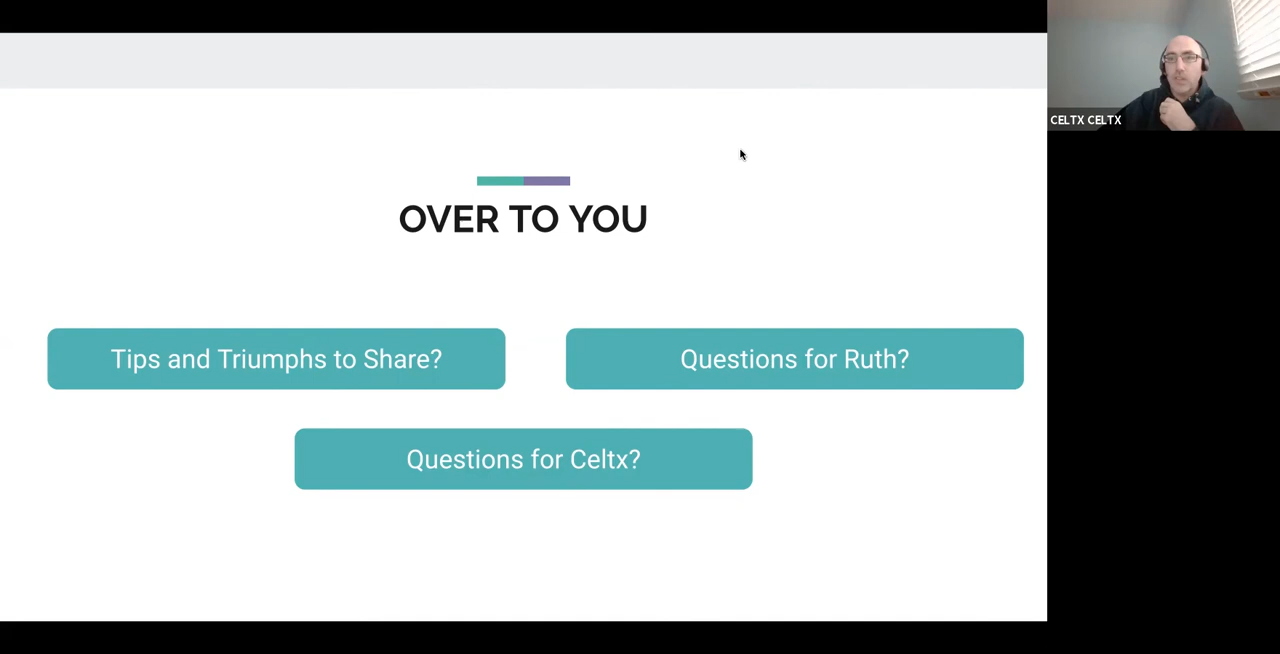 CELTX CELTX
OVER TO YOU
Tips and Triumphs to Share?
Questions for Ruth?
Questions for Celtx?